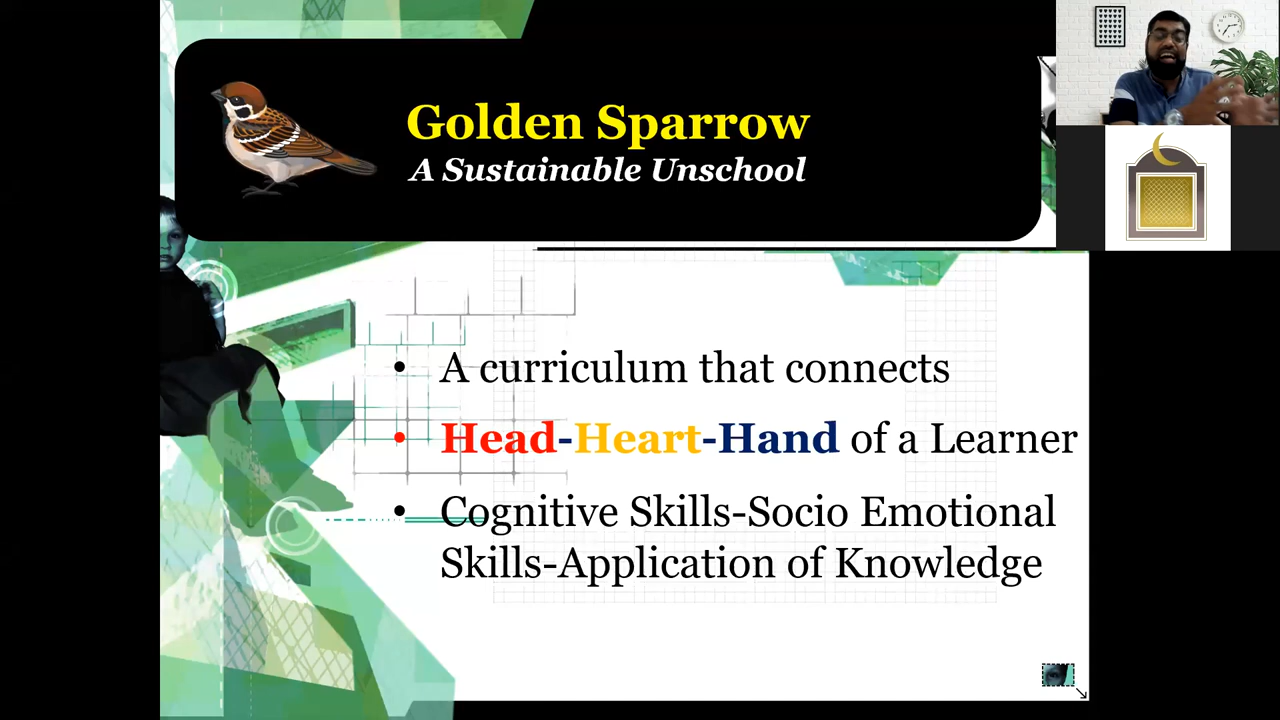 Golden Sparrow
A Sustainable Unschool
• A curriculum that connects
• Head-Heart-Hand of a Learner
• Cognitive Skills-Socio Emotional
Skills-Application of Knowledge